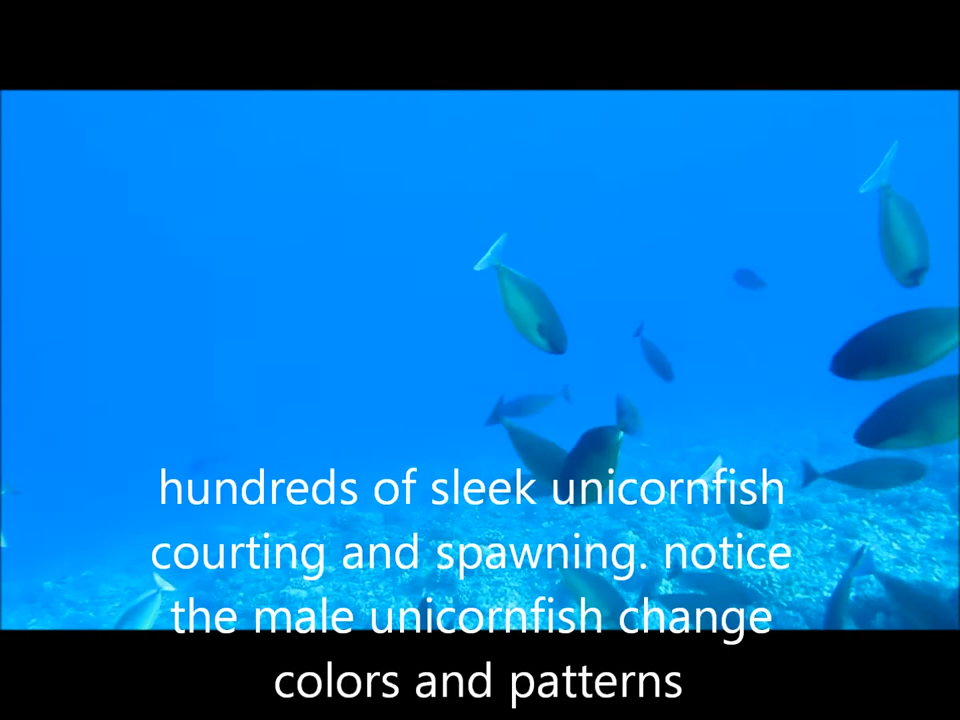 hundreds of sleek unicornfish
courting and spawning. notice
the male unicornfish change
colors and patterns